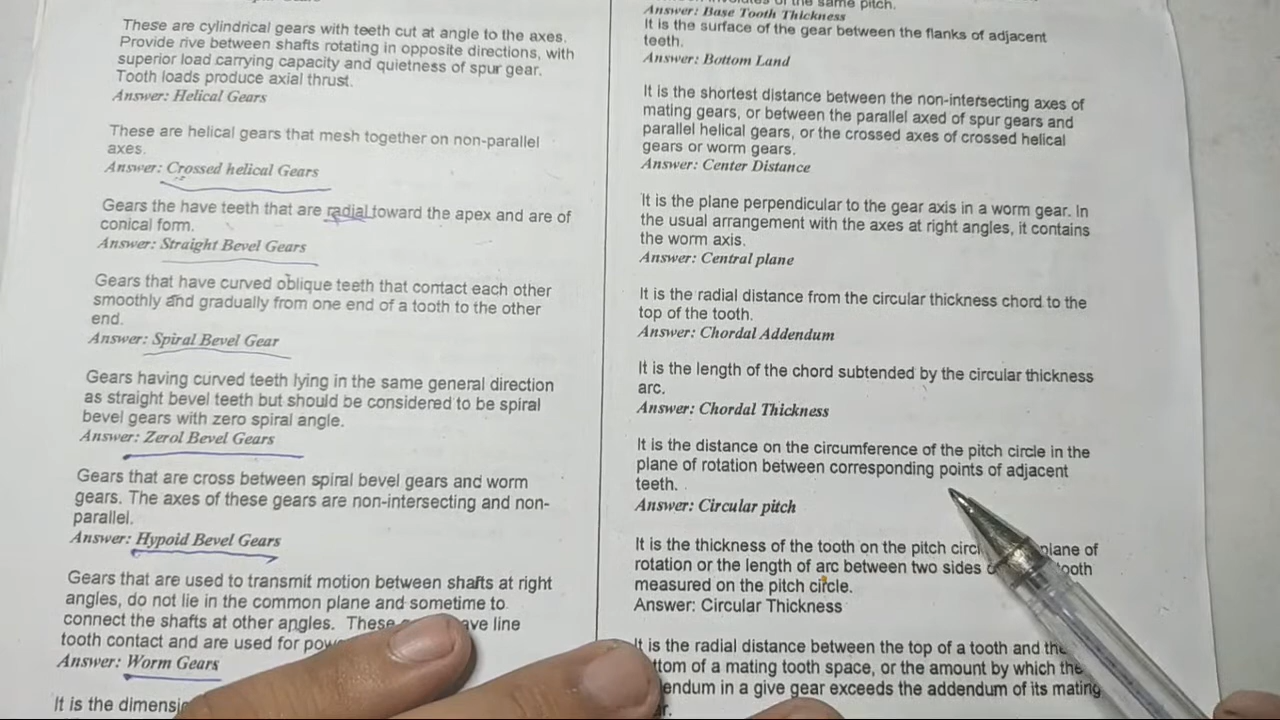 These are cylindrical gears with teeth cut at angle to the axes.
Provide rive between shafts rotating in opposite directions, with
superior load carrying capacity and quietness of spur gear.
Tooth loads produce axial thrust.
Answer: Helical Gears
These are helical gears that mesh together on non-parallel
axes.
Answer: Crossed helical Gears
Gears the have teeth that are radial toward the apex and are of
conical form.
Answer: Straight Bevel Gears
Gears that have curved oblique teeth that contact each other
smoothly and gradually from one end of a tooth to the other
end.
Answer: Spiral Bevel Gear
Gears having curved teeth lying in the same general direction
as straight bevel teeth but should be considered to be spiral
bevel gears with zero spiral angle.
Answer: Zerol Bevel Gears
Gears that are cross between spiral bevel gears and worm
gears. The axes of these gears are non-intersecting and non-
parallel.
Answer: Hypoid Bevel Gears
Gears that are used to transmit motion between shafts at right
angles, do not lie in the common plane and sometime to
connect the shafts at other angles. These line
tooth contact and are used for
Answer: Worm Gears
It is the
of the same pitch.
Answer: Base Tooth Thickness
It is the surface of the gear between the flanks of adjacent
teeth.
Answer: Bottom Land
It is the shortest distance between the non-intersecting axes of
mating gears, or between the parallel axed of spur gears and
parallel helical gears, or the crossed axes of crossed helical
gears or worm gears.
Answer: Center Distance
It is the plane perpendicular to the gear axis in a worm gear. In
the usual arrangement with the axes at right angles, it contains
the worm axis.
Answer: Central plane
It is the radial distance from the circular thickness chord to the
top of the tooth.
Answer: Chordal Addendum
It is the length of the chord subtended by the circular thickness
arc.
Answer: Chordal Thickness
It is the distance on the circumference of the pitch circle in the
plane of rotation between corresponding points of adjacent
teeth.
Answer: Circular pitch
It is the thickness of the tooth on the pitch plane of
rotation or the length of arc between two sides tooth
measured on the pitch circle.
Answer: Circular Thickness
It is the radial distance between the top of a tooth and the
of a mating tooth space, or the amount by which the
in a give gear exceeds the addendum of its mating